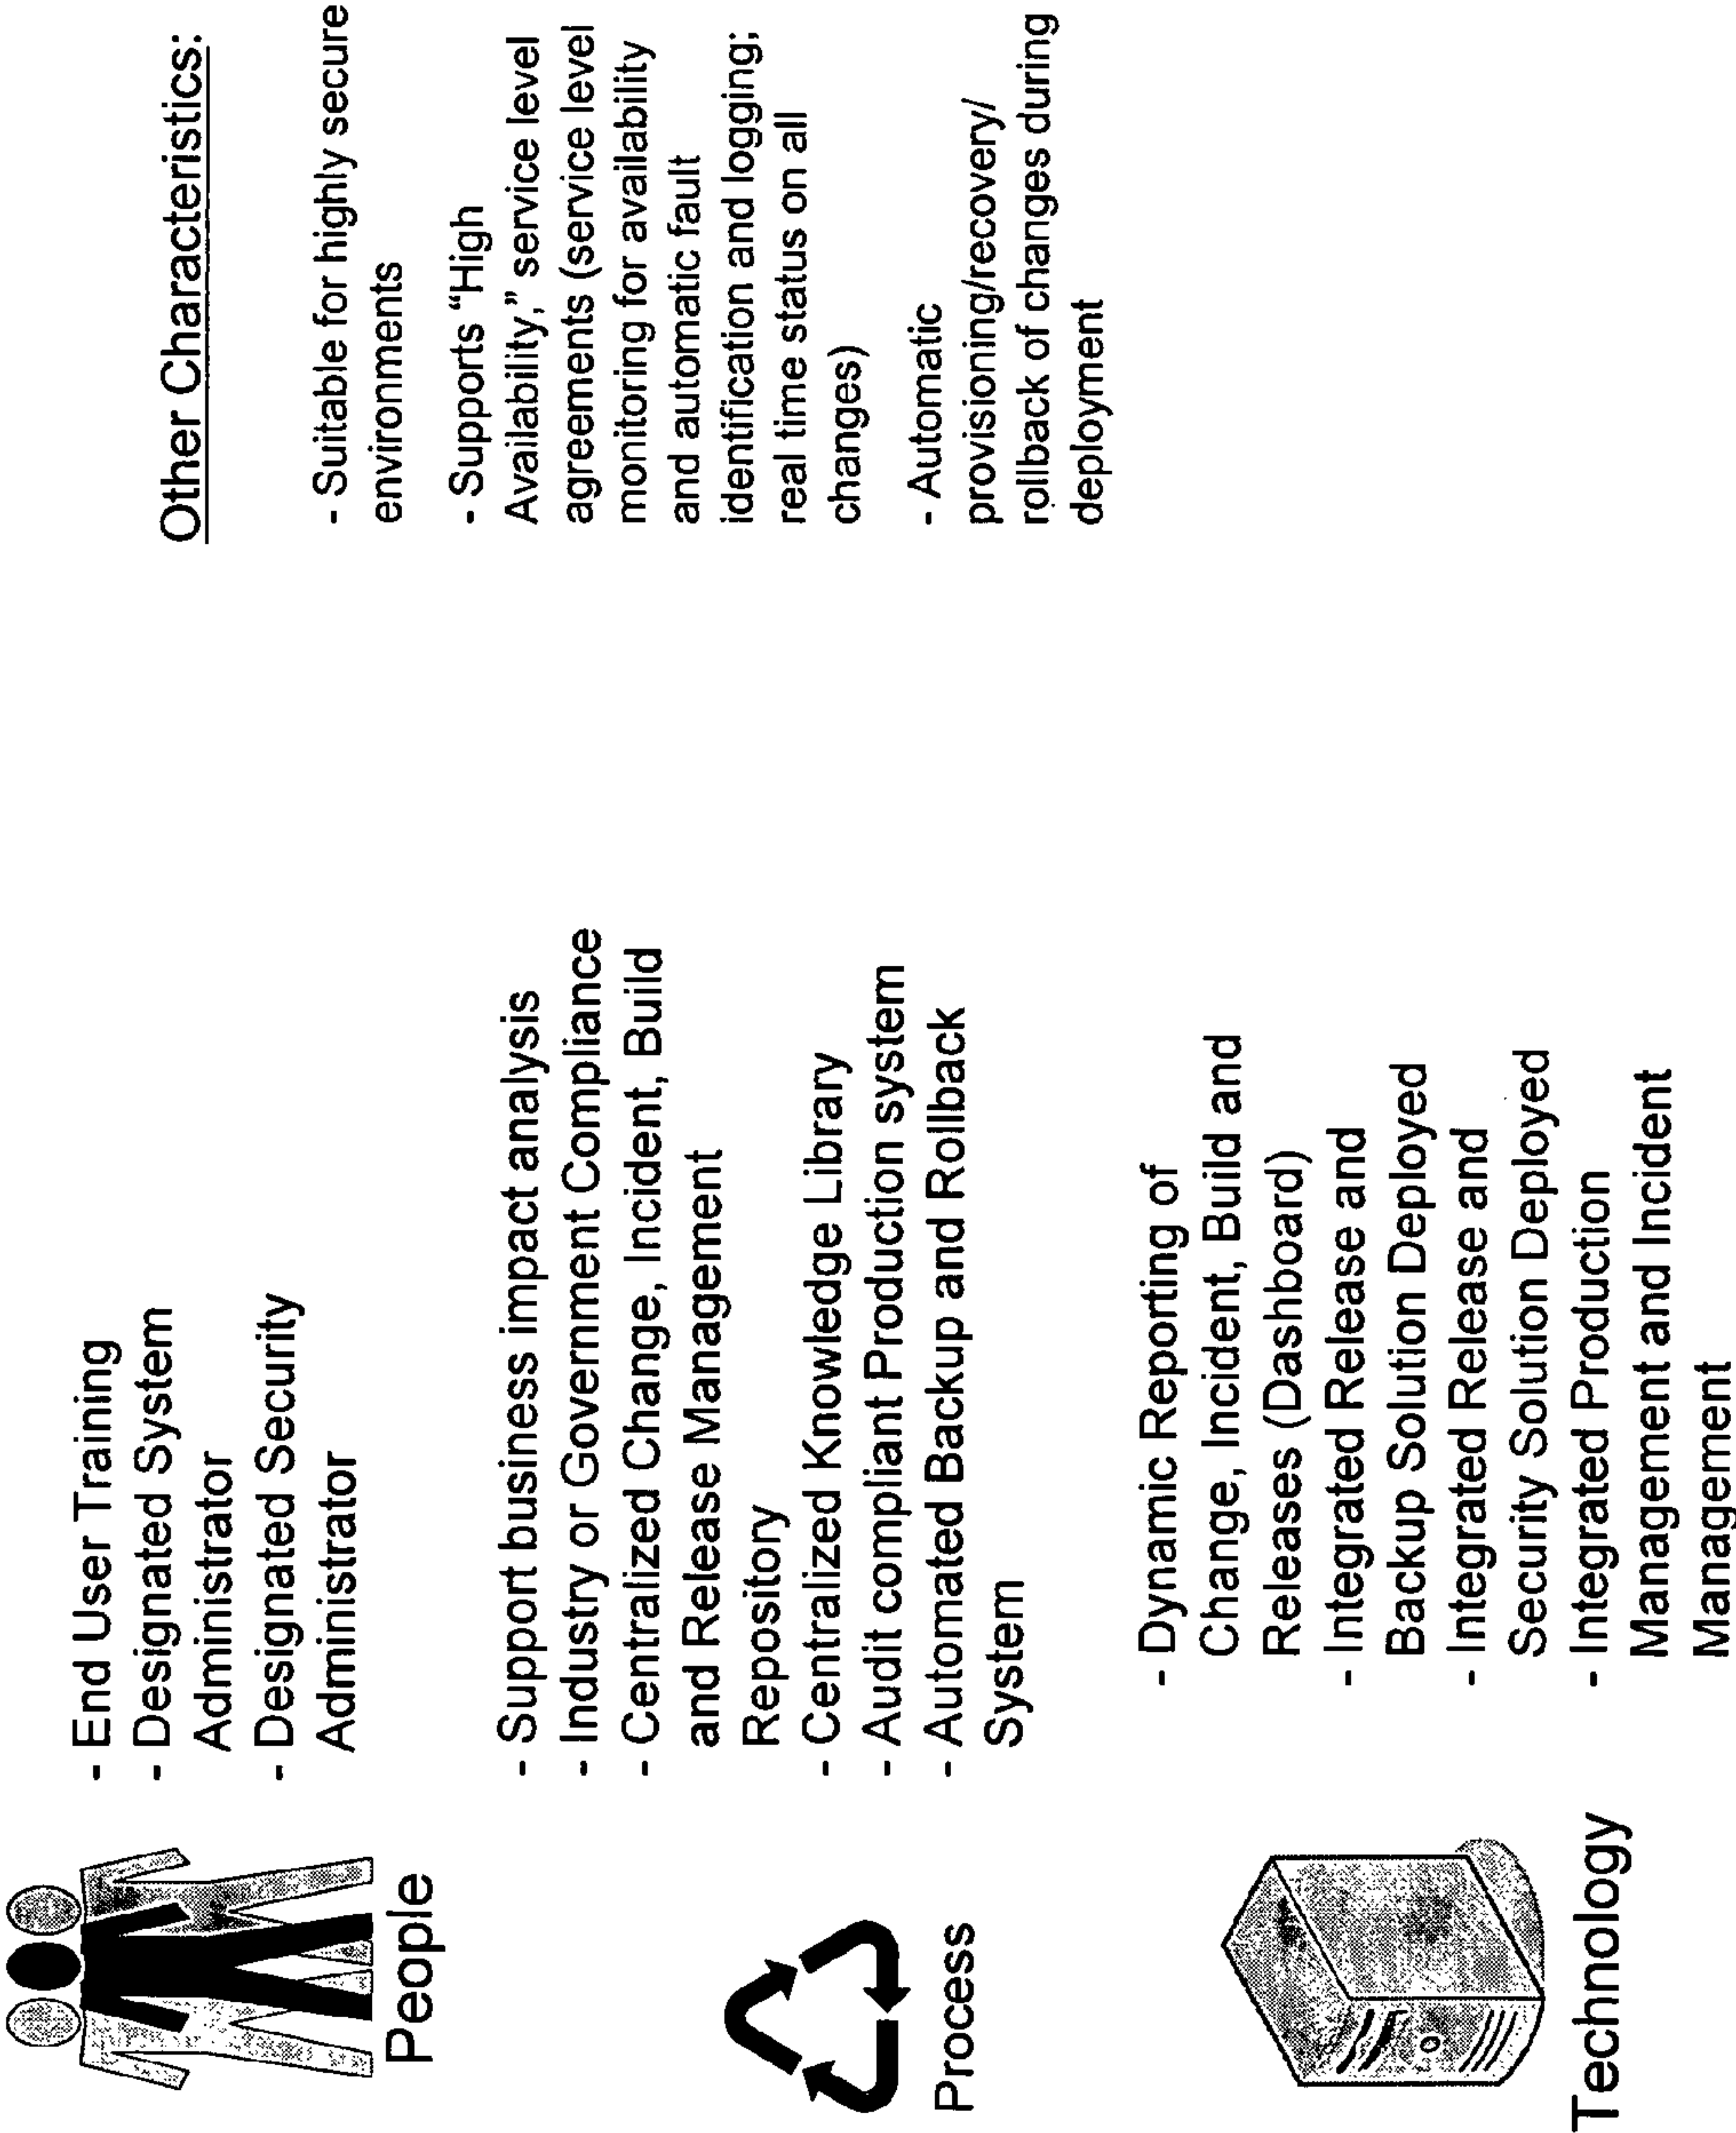 People
- End User Training
- Designated System
Administrator
- Designated Security
Administrator
Process
- Support business impact analysis
- Industry or Government Compliance
- Centralized Change, Incident, Build
and Release Management
Repository
- Centralized Knowledge Library
- Audit compliant Production system
- Automated Backup and Rollback
System
Technology
- Dynamic Reporting of
Change, Incident, Build and
Releases (Dashboard)
- Integrated Release and
Backup Solution Deployed
- Integrated Release and
Security Solution Deployed
- Integrated Production
Management and Incident
Management
Other Characteristics:
- Suitable for highly secure
environments
- Supports “High
Availability,” service level
agreements (service level
monitoring for availability
and automatic fault
identification and logging;
real time status on all
changes)
- Automatic
provisioning/recovery/
rollback of changes during
deployment